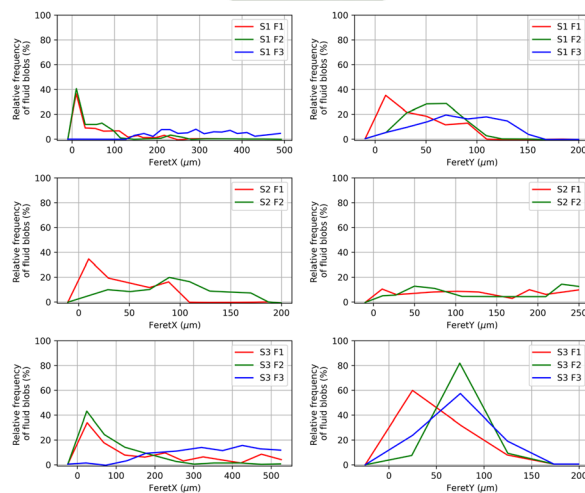 S1 F1
S1 F2
S1 F3
100
80
60
40
20
0
Relative frequency
of fluid blobs (%)
0 100 200 300 400 500
FeretX (μm)
S1 F1
S1 F2
S1 F3
100
80
60
40
20
0
Relative frequency
of fluid blobs (%)
0 50 100 150 200
FeretY (μm)
S2 F1
S2 F2
100
80
60
40
20
0
Relative frequency
of fluid blobs (%)
0 50 100 150 200
FeretX (μm)
S2 F1
S2 F2
100
80
60
40
20
0
Relative frequency
of fluid blobs (%)
0 50 100 150 200 250
FeretY (μm)
S3 F1
S3 F2
S3 F3
100
80
60
40
20
0
Relative frequency
of fluid blobs (%)
0 100 200 300 400 500
FeretX (μm)
S3 F1
S3 F2
S3 F3
100
80
60
40
20
0
Relative frequency
of fluid blobs (%)
0 50 100 150 200
FeretY (μm)